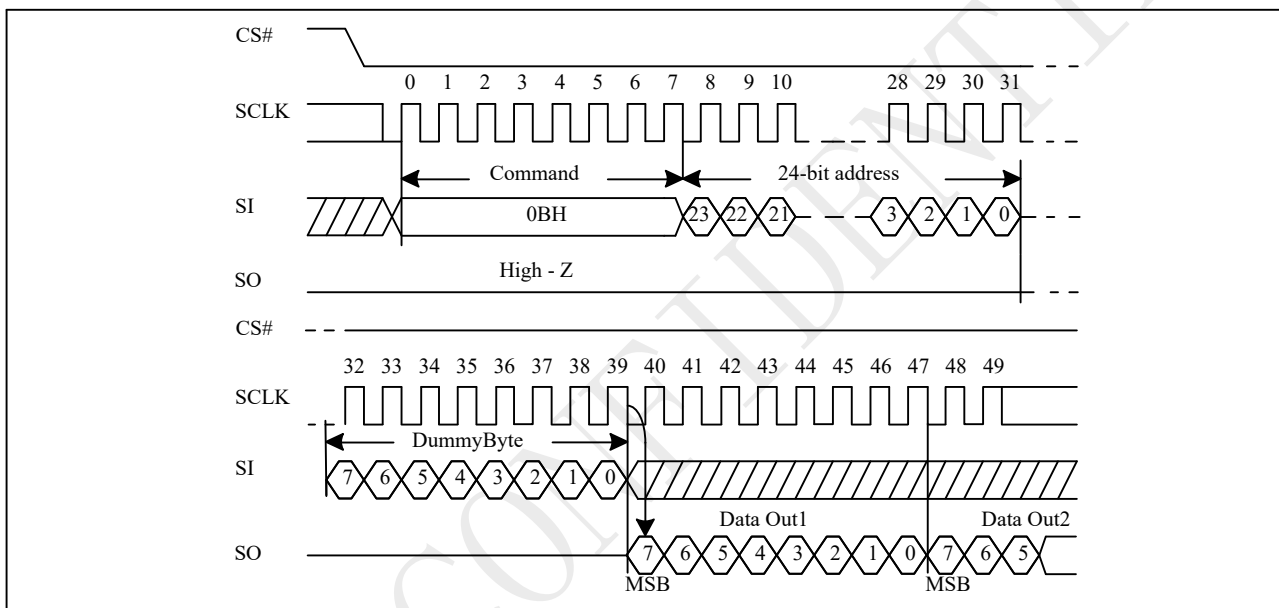 CS#
0 1 2 3 4 5 6 7 8 9 10 28 29 30 31
SCLK
Command 24-bit address
SI 0BH 23 22 21 3 2 1 0
High - Z
SO
CS#
32 33 34 35 36 37 38 39 40 41 42 43 44 45 46 47 48 49
SCLK
DummyByte
SI 7 6 5 4 3 2 1 0
Data Out1 Data Out2
SO 7 6 5 4 3 2 1 0 7 6 5
MSB MSB
CONFIDENTI